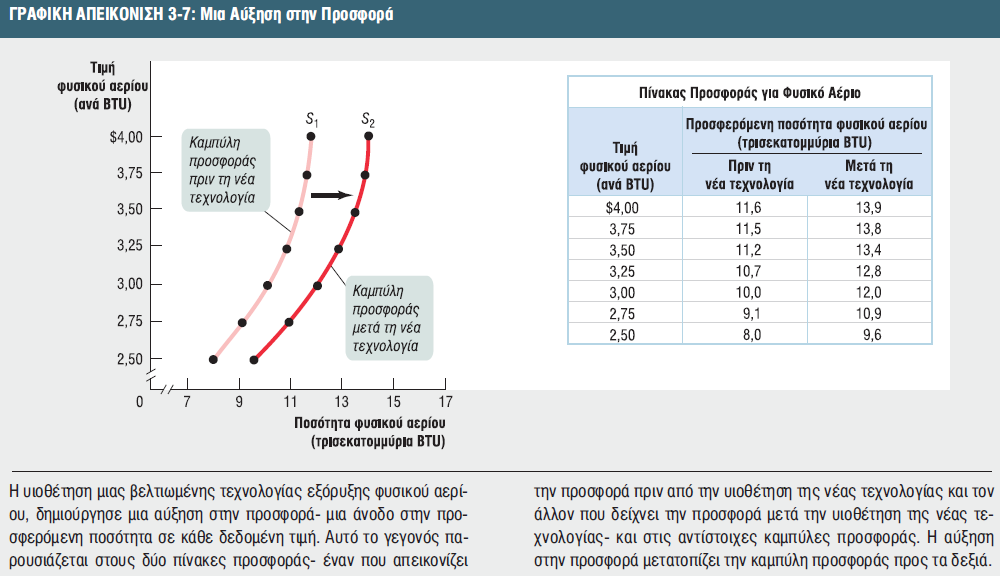 ΓΡΑΦΙΚΗ ΑΠΕΙΚΟΝΙΣΗ 3-7: Μια Αύξηση στην Προσφορά
Τιμή
φυσικού αερίου
(ανά BTU)
$4,00
3,75
3,50
3,25
3,00
2,75
2,50
0
7
9
11
13
15
17
Ποσότητα φυσικού αερίου
(τρισεκατομμύρια BTU)
S1
S2
Καμπύλη
προσφοράς
πριν τη νέα
τεχνολογία
Καμπύλη
προσφοράς
μετά τη νέα
τεχνολογία
Πίνακας Προσφοράς για Φυσικό Αέριο
Τιμή
φυσικού αερίου
(ανά BTU)
Προσφερόμενη ποσότητα φυσικού αερίου
(τρισεκατομμύρια BTU)
Πριν τη
νέα τεχνολογία
Μετά τη
νέα τεχνολογία
$4,00 11,6 13,9
3,75 11,5 13,8
3,50 11,2 13,4
3,25 10,7 12,8
3,00 10,0 12,0
2,75 9,1 10,9
2,50 8,0 9,6
Η υιοθέτηση μιας βελτιωμένης τεχνολογίας εξόρυξης φυσικού αερί-
ου, δημιούργησε μια αύξηση στην προσφορά- μια άνοδο στην προ-
σφερόμενη ποσότητα σε κάθε δεδομένη τιμή. Αυτό το γεγονός πα-
ρουσιάζεται στους δύο πίνακες προσφοράς- έναν που απεικονίζει
την προσφορά πριν από την υιοθέτηση της νέας τεχνολογίας και τον
άλλον που δείχνει την προσφορά μετά την υιοθέτηση της νέας τε-
χνολογίας- και στις αντίστοιχες καμπύλες προσφοράς. Η αύξηση
στην προσφορά μετατοπίζει την καμπύλη προσφοράς προς τα δεξιά.